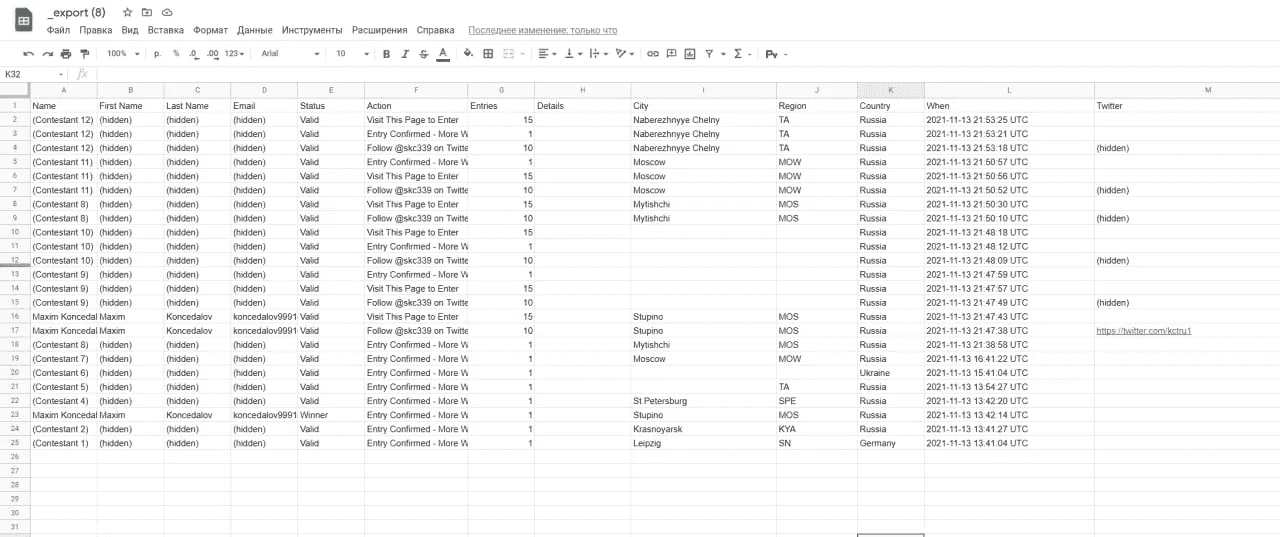 _export (8)
Файл Правка Вид Вставка Формат Данные Инструменты Расширения Справка Последнее изменение: только что
100% р. % .0 .00 123 Arial 10
K32 fx
A B C D E F G H I J K L M
1 Name First Name Last Name Email Status Action Entries Details City Region Country When Twitter
2 (Contestant 12) (hidden) (hidden) (hidden) Valid Visit This Page to Enter 15 Naberezhnyye Chelny TA Russia 2021-11-13 21:53:25 UTC
3 (Contestant 12) (hidden) (hidden) (hidden) Valid Entry Confirmed - More W 1 Naberezhnyye Chelny TA Russia 2021-11-13 21:53:21 UTC
4 (Contestant 12) (hidden) (hidden) (hidden) Valid Follow @skc339 on Twitte 10 Naberezhnyye Chelny TA Russia 2021-11-13 21:53:18 UTC (hidden)
5 (Contestant 11) (hidden) (hidden) (hidden) Valid Entry Confirmed - More W 1 Moscow MOW Russia 2021-11-13 21:50:57 UTC
6 (Contestant 11) (hidden) (hidden) (hidden) Valid Visit This Page to Enter 15 Moscow MOW Russia 2021-11-13 21:50:56 UTC
7 (Contestant 11) (hidden) (hidden) (hidden) Valid Follow @skc339 on Twitte 10 Moscow MOW Russia 2021-11-13 21:50:52 UTC (hidden)
8 (Contestant 8) (hidden) (hidden) (hidden) Valid Visit This Page to Enter 15 Mytishchi MOS Russia 2021-11-13 21:50:30 UTC
9 (Contestant 8) (hidden) (hidden) (hidden) Valid Follow @skc339 on Twitte 10 Mytishchi MOS Russia 2021-11-13 21:50:10 UTC (hidden)
10 (Contestant 10) (hidden) (hidden) (hidden) Valid Visit This Page to Enter 15 Russia 2021-11-13 21:48:18 UTC
11 (Contestant 10) (hidden) (hidden) (hidden) Valid Entry Confirmed - More W 1 Russia 2021-11-13 21:48:12 UTC
12 (Contestant 10) (hidden) (hidden) (hidden) Valid Follow @skc339 on Twitte 10 Russia 2021-11-13 21:48:09 UTC (hidden)
13 (Contestant 9) (hidden) (hidden) (hidden) Valid Entry Confirmed - More W 1 Russia 2021-11-13 21:47:59 UTC
14 (Contestant 9) (hidden) (hidden) (hidden) Valid Visit This Page to Enter 15 Russia 2021-11-13 21:47:57 UTC
15 (Contestant 9) (hidden) (hidden) (hidden) Valid Follow @skc339 on Twitte 10 Russia 2021-11-13 21:47:49 UTC (hidden)
16 Maxim Koncedal Maxim Koncedalov koncedalov9991 Valid Visit This Page to Enter 15 Stupino MOS Russia 2021-11-13 21:47:43 UTC
17 Maxim Koncedal Maxim Koncedalov koncedalov9991 Valid Follow @skc339 on Twitte 10 Stupino MOS Russia 2021-11-13 21:47:38 UTC https://twitter.com/kctru1
18 (Contestant 8) (hidden) (hidden) (hidden) Valid Entry Confirmed - More W 1 Mytishchi MOS Russia 2021-11-13 21:38:58 UTC
19 (Contestant 7) (hidden) (hidden) (hidden) Valid Entry Confirmed - More W 1 Moscow MOW Russia 2021-11-13 16:41:22 UTC
20 (Contestant 6) (hidden) (hidden) (hidden) Valid Entry Confirmed - More W 1 Ukraine 2021-11-13 15:41:04 UTC
21 (Contestant 5) (hidden) (hidden) (hidden) Valid Entry Confirmed - More W 1 TA Russia 2021-11-13 13:54:27 UTC
22 (Contestant 4) (hidden) (hidden) (hidden) Valid Entry Confirmed - More W 1 St Petersburg SPE Russia 2021-11-13 13:42:20 UTC
23 Maxim Koncedal Maxim Koncedalov koncedalov9991 Winner Entry Confirmed - More W 1 Stupino MOS Russia 2021-11-13 13:42:14 UTC
24 (Contestant 2) (hidden) (hidden) (hidden) Valid Entry Confirmed - More W 1 Krasnoyarsk KYA Russia 2021-11-13 13:41:27 UTC
25 (Contestant 1) (hidden) (hidden) (hidden) Valid Entry Confirmed - More W 1 Leipzig SN Germany 2021-11-13 13:41:04 UTC
26
27
28
29
30
31